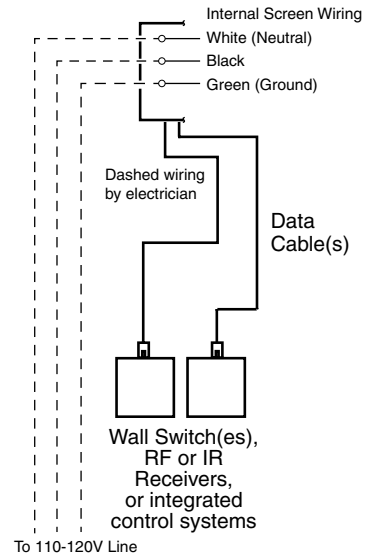 Internal Screen Wiring
White (Neutral)
Black
Green (Ground)
Dashed wiring
by electrician
Data
Cable(s)
Wall Switch(es),
RF or IR
Receivers,
or integrated
control systems
To 110-120V Line